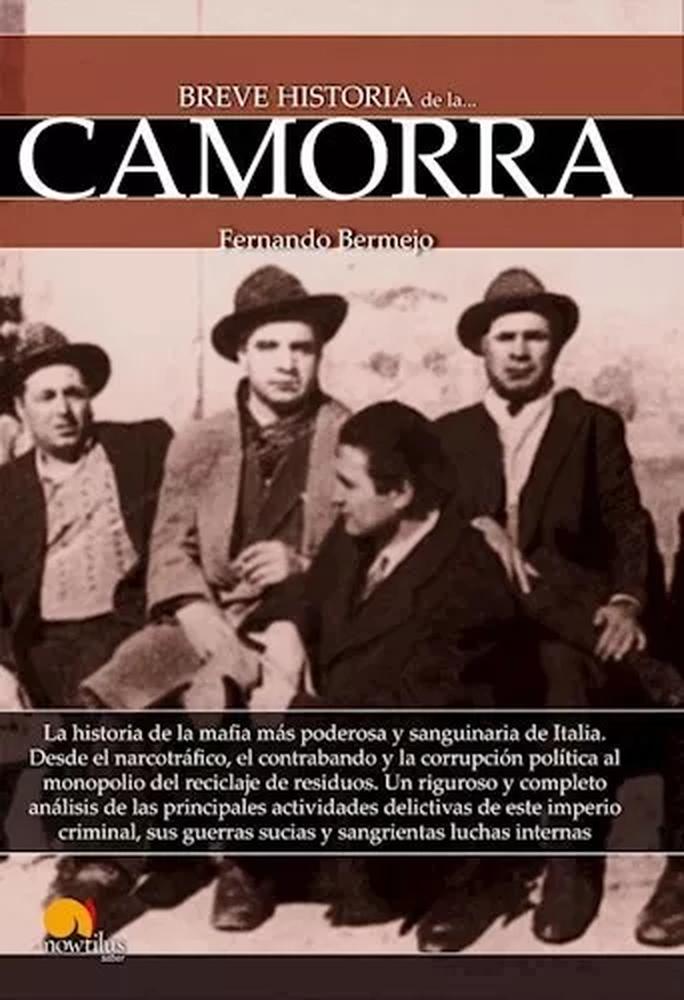 BREVE HISTORIA de la...
CAMORRA
Fernando Bermejo
La historia de la mafia más poderosa y sanguinaria de Italia.
Desde el narcotráfico, el contrabando y la corrupción política al
monopolio del reciclaje de residuos. Un riguroso y completo
análisis de las principales actividades delictivas de este imperio
criminal, sus guerras sucias y sangrientas luchas internas
nowtilus
saber